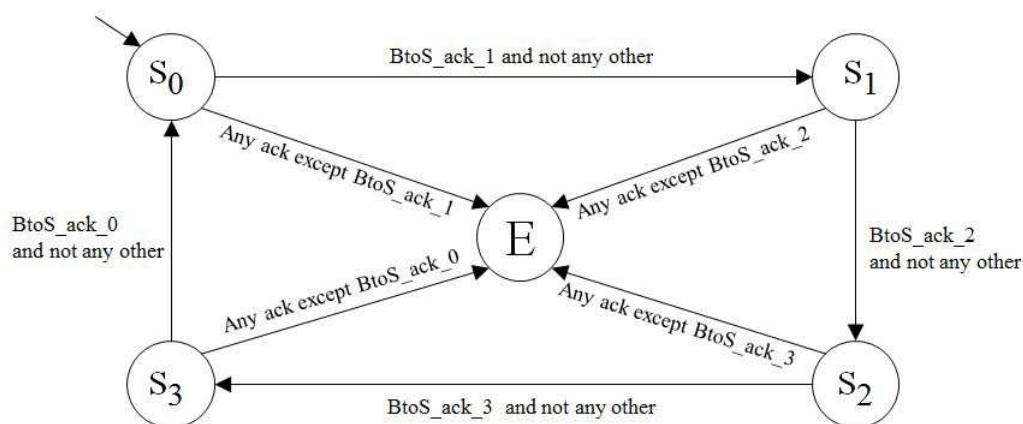 BtoS_ack_1 and not any other
S0
S1
Any ack except BtoS_ack_1
Any ack except BtoS_ack_2
E
BtoS_ack_0
and not any other
BtoS_ack_2
and not any other
Any ack except BtoS_ack_0
Any ack except BtoS_ack_3
S3
S2
BtoS_ack_3 and not any other